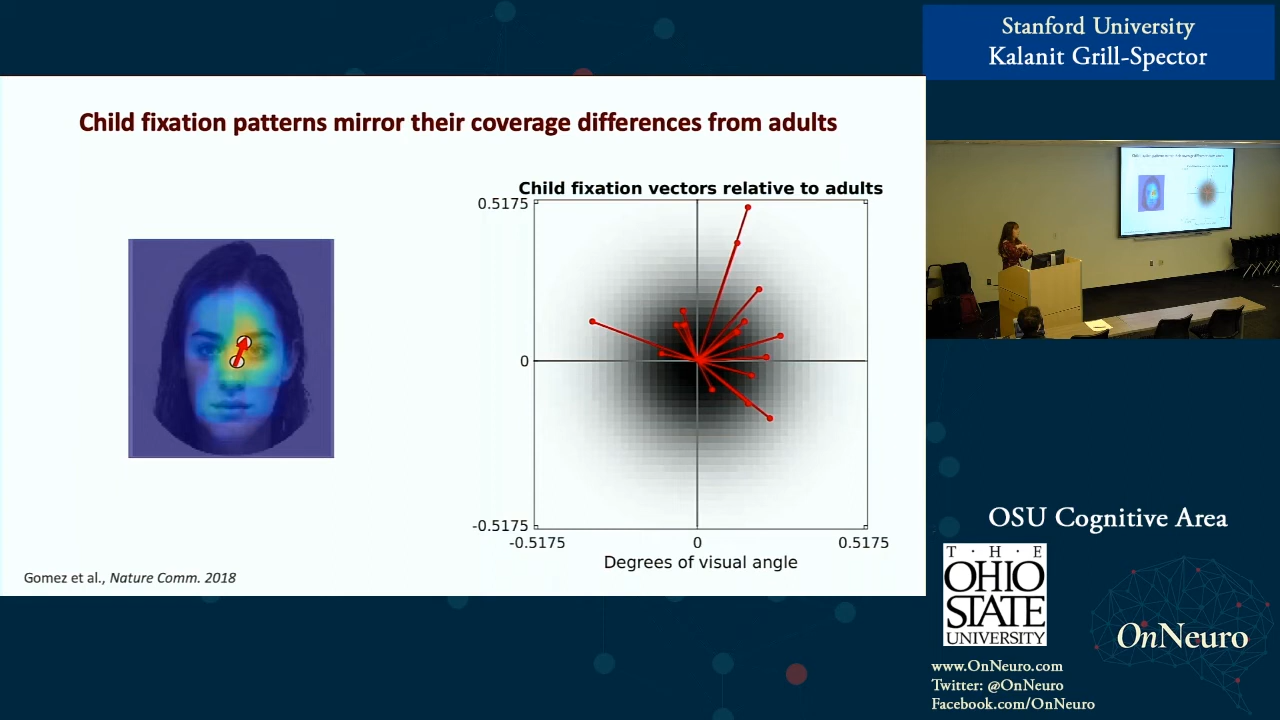 Stanford University
Kalanit Grill-Spector
Child fixation patterns mirror their coverage differences from adults
Child fixation vectors relative to adults
0.5175
0
-0.5175
-0.5175 0 0.5175
Degrees of visual angle
Gomez et al., Nature Comm. 2018
OSU Cognitive Area
T · H · E
OHIO
STATE
UNIVERSITY
OnNeuro
www.OnNeuro.com
Twitter: @OnNeuro
Facebook.com/OnNeuro